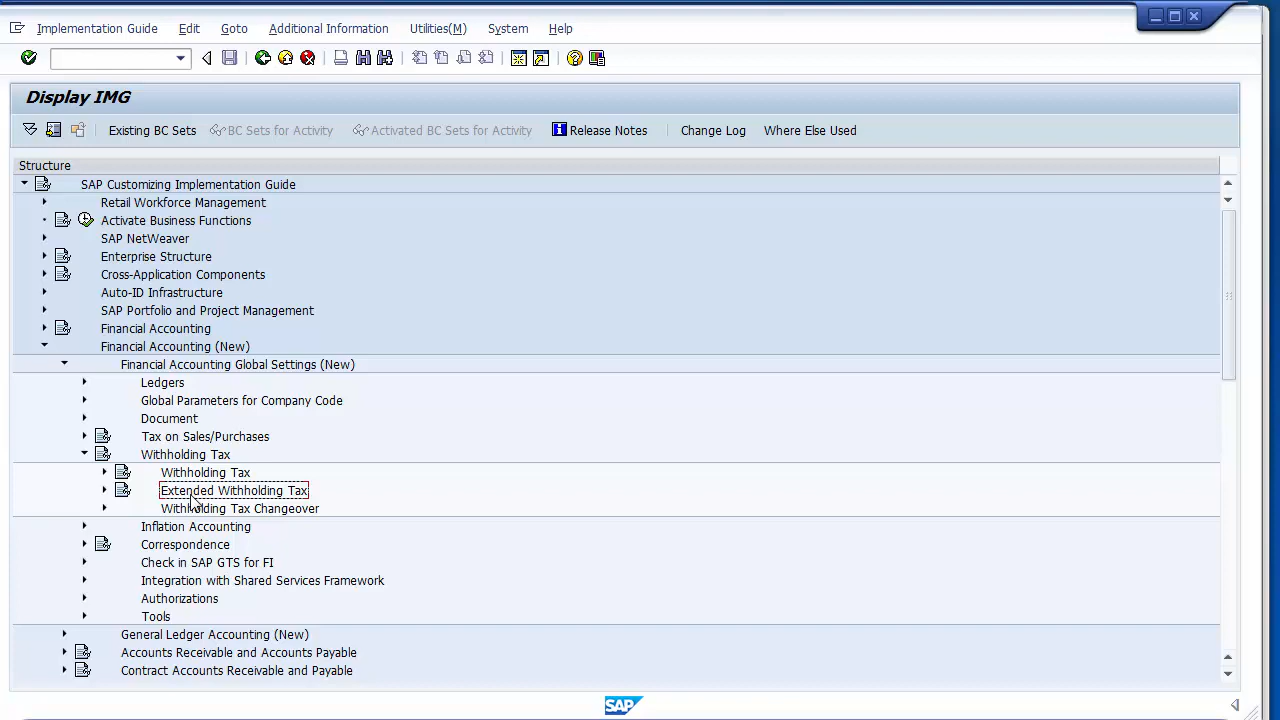 Implementation Guide Edit Goto Additional Information Utilities(M) System Help
Display IMG
Existing BC Sets BC Sets for Activity Activated BC Sets for Activity Release Notes Change Log Where Else Used
Structure
SAP Customizing Implementation Guide
Retail Workforce Management
Activate Business Functions
SAP NetWeaver
Enterprise Structure
Cross-Application Components
Auto-ID Infrastructure
SAP Portfolio and Project Management
Financial Accounting
Financial Accounting (New)
Financial Accounting Global Settings (New)
Ledgers
Global Parameters for Company Code
Document
Tax on Sales/Purchases
Withholding Tax
Withholding Tax
Extended Withholding Tax
Withholding Tax Changeover
Inflation Accounting
Correspondence
Check in SAP GTS for FI
Integration with Shared Services Framework
Authorizations
Tools
General Ledger Accounting (New)
Accounts Receivable and Accounts Payable
Contract Accounts Receivable and Payable
SAP